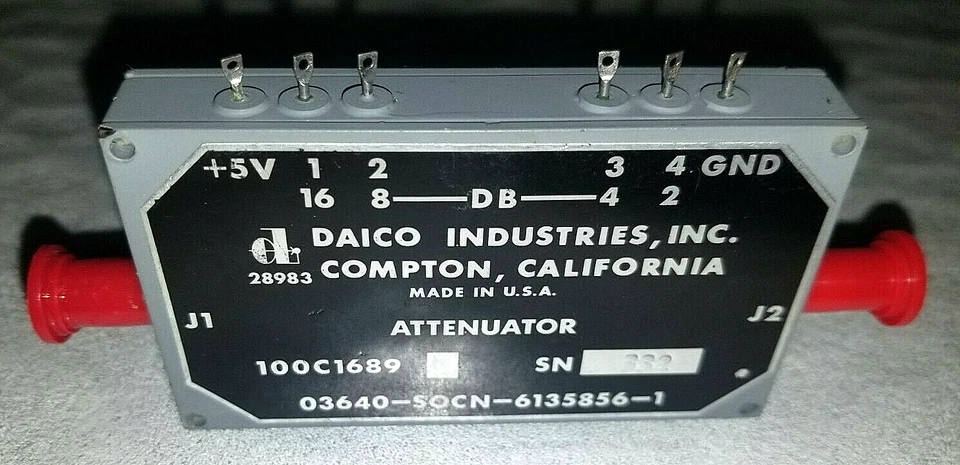 +5V 1 2 3 4 GND
16 8—DB—4 2
DAICO INDUSTRIES, INC.
28983 COMPTON, CALIFORNIA
MADE IN U.S.A.
J1 J2
ATTENUATOR
100C1689 SN
03640-SOCN-6135856-1